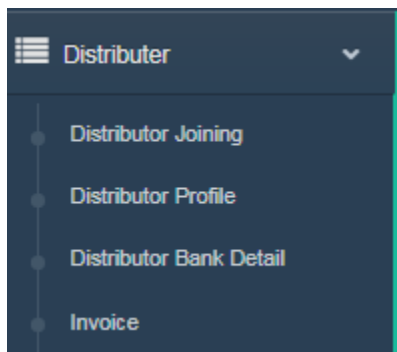 Distributer
Distributor Joining
Distributor Profile
Distributor Bank Detail
Invoice